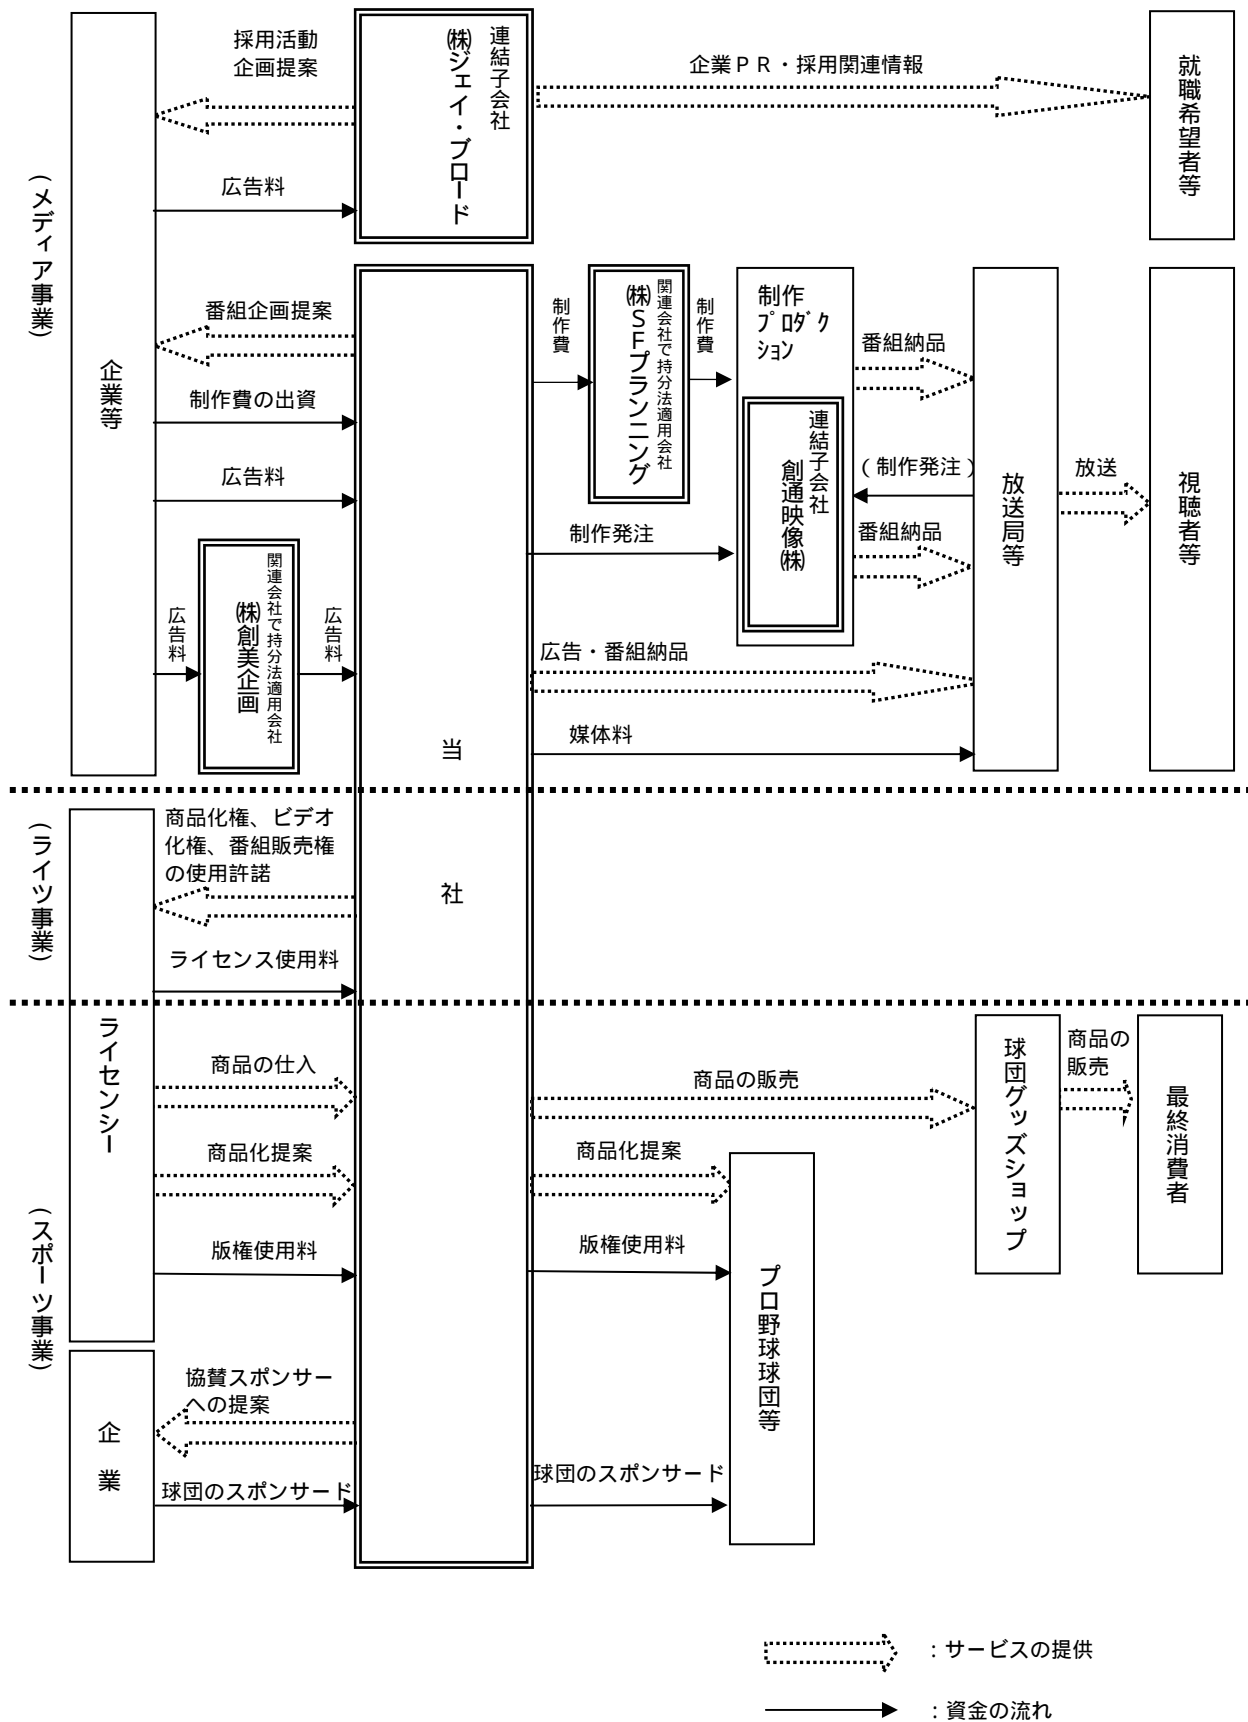 (メディア事業)
企業等
採用活動
企画提案
広告料
連結子会社
㈱ジェイ・ブロード
企業ＰＲ・採用関連情報
就職希望者等
番組企画提案
制作費の出資
広告料
広告料
関連会社で持分法適用会社
㈱創美企画
広告料
当社
制作費
関連会社で持分法適用会社
㈱ＳＦプランニング
制作費
制作
ﾌﾟﾛﾀﾞｸ
ｼｮﾝ
連結子会社
創通映像㈱
番組納品
(制作発注)
番組納品
制作発注
広告・番組納品
媒体料
放送局等
放送
視聴者等
(ライツ事業)
商品化権、ビデオ
化権、番組販売権
の使用許諾
ライセンス使用料
ライセンシー
(スポーツ事業)
商品の仕入
商品化提案
版権使用料
商品の販売
商品化提案
版権使用料
球団グッズショップ
商品の
販売
最終消費者
プロ野球球団等
企業
協賛スポンサー
への提案
球団のスポンサード
球団のスポンサード
：サービスの提供
：資金の流れ